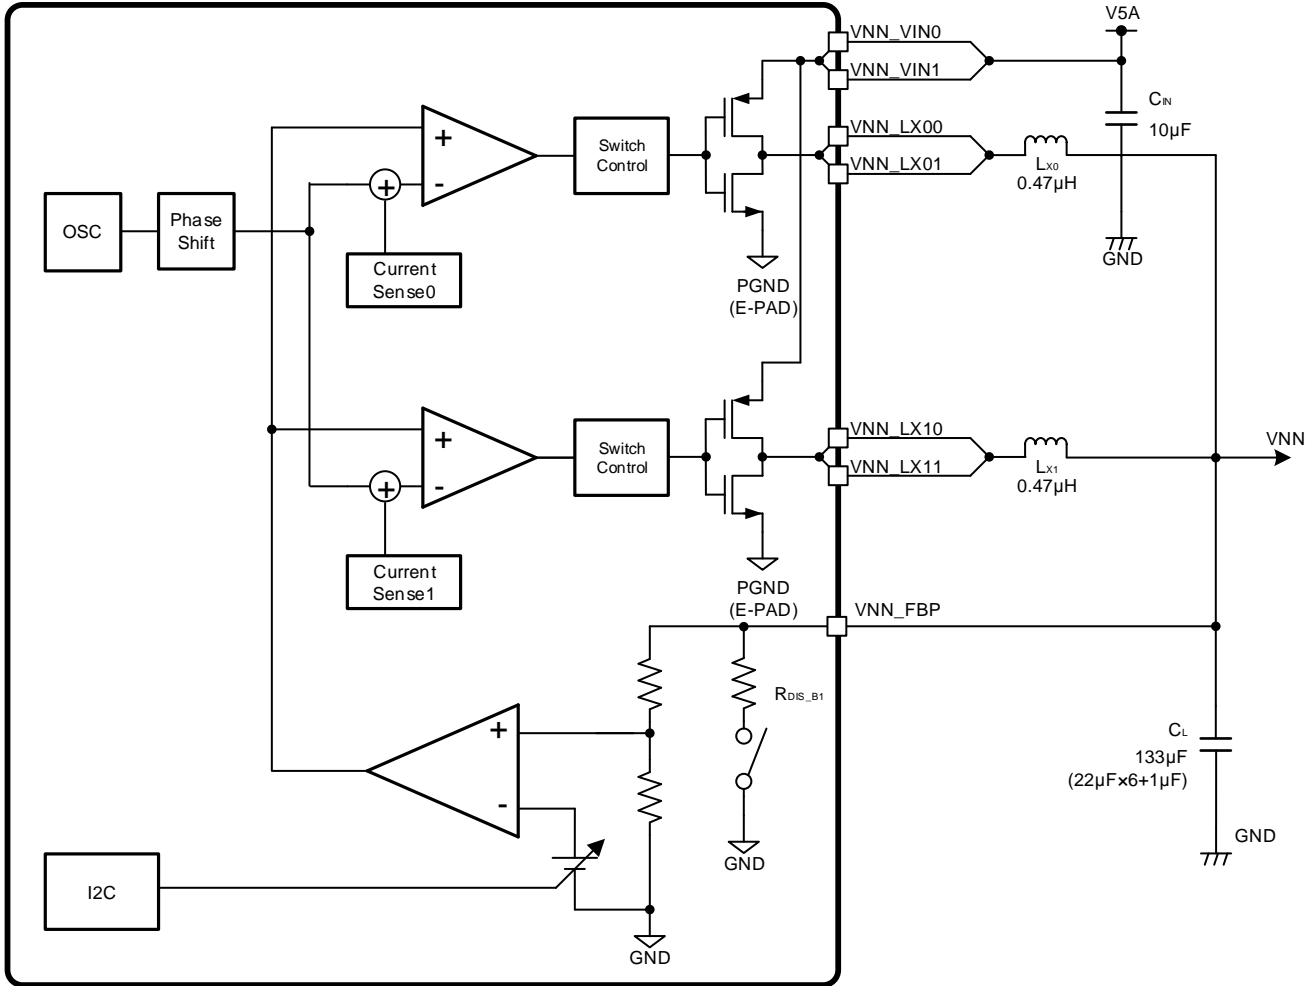 V5A
VNN_VIN0
VNN_VIN1
CIN
10µF
VNN_LX00
VNN_LX01
LX0
0.47µH
GND
+
-
Switch
Control
OSC
Phase
Shift
+
Current
Sense0
PGND
(E-PAD)
+
-
Switch
Control
VNN_LX10
VNN_LX11
LX1
0.47µH
VNN
+
Current
Sense1
PGND
(E-PAD)
VNN_FBP
RDIS_B1
+
-
CL
133µF
(22µF×6+1µF)
GND
GND
I2C
GND